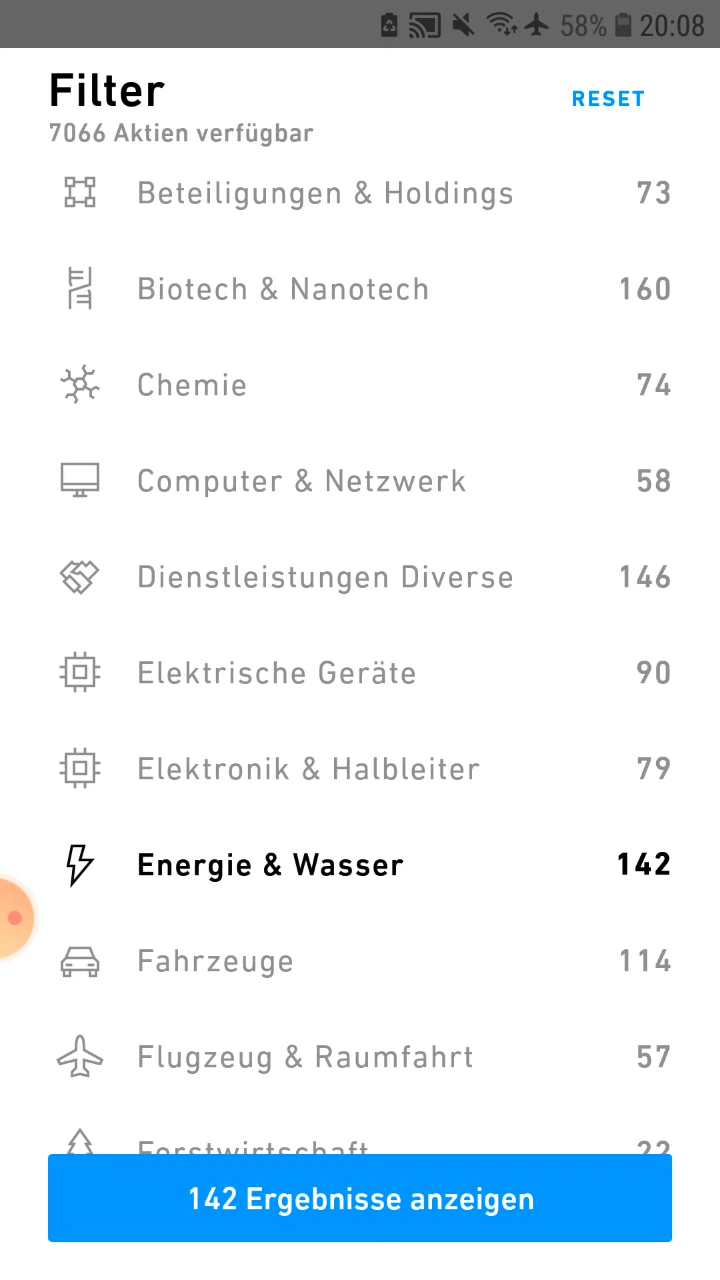 58% 20:08
Filter
RESET
7066 Aktien verfügbar
Beteiligungen & Holdings 73
Biotech & Nanotech 160
Chemie 74
Computer & Netzwerk 58
Dienstleistungen Diverse 146
Elektrische Geräte 90
Elektronik & Halbleiter 79
Energie & Wasser 142
Fahrzeuge 114
Flugzeug & Raumfahrt 57
Forstwirtschaft 22
142 Ergebnisse anzeigen